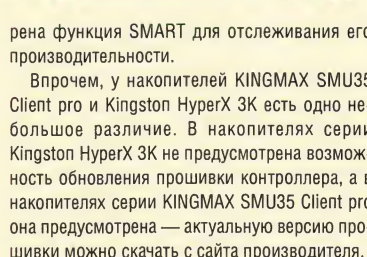 рена функция SMART для отслеживания его
производительности.
Впрочем, у накопителей KINGMAX SMU35
Client pro и Kingston HyperX 3K есть одно не-
большое различие. В накопителях серии
Kingston HyperX 3K не предусмотрена возмож-
ность обновления прошивки контроллера, а в
накопителях серии KINGMAX SMU35 Client pro
она предусмотрена — актуальную версию про-
шивки можно скачать с сайта производителя.